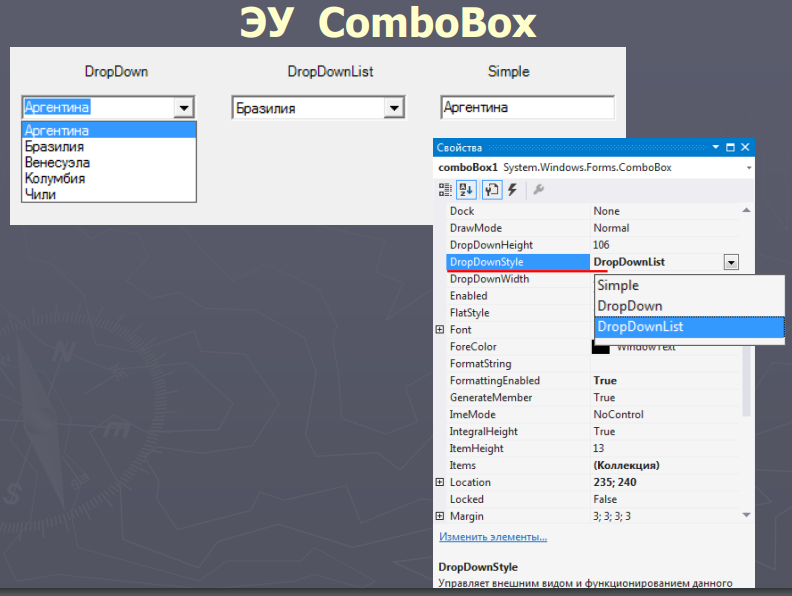 ЭУ ComboBox
DropDown DropDownList Simple
Аргентина Бразилия Аргентина
Аргентина
Бразилия
Венесуэла
Колумбия
Чили
Свойства
comboBox1 System.Windows.Forms.ComboBox
Dock None
DrawMode Normal
DropDownHeight 106
DropDownStyle DropDownList
DropDownWidth
Simple
Enabled
DropDown
FlatStyle
DropDownList
Font
ForeColor WindowText
FormatString
FormattingEnabled True
GenerateMember True
ImeMode NoControl
IntegralHeight True
ItemHeight 13
Items (Коллекция)
Location 235; 240
Locked False
Margin 3; 3; 3; 3
Изменить элементы...
DropDownStyle
Управляет внешним видом и функционированием данного
N
m
S